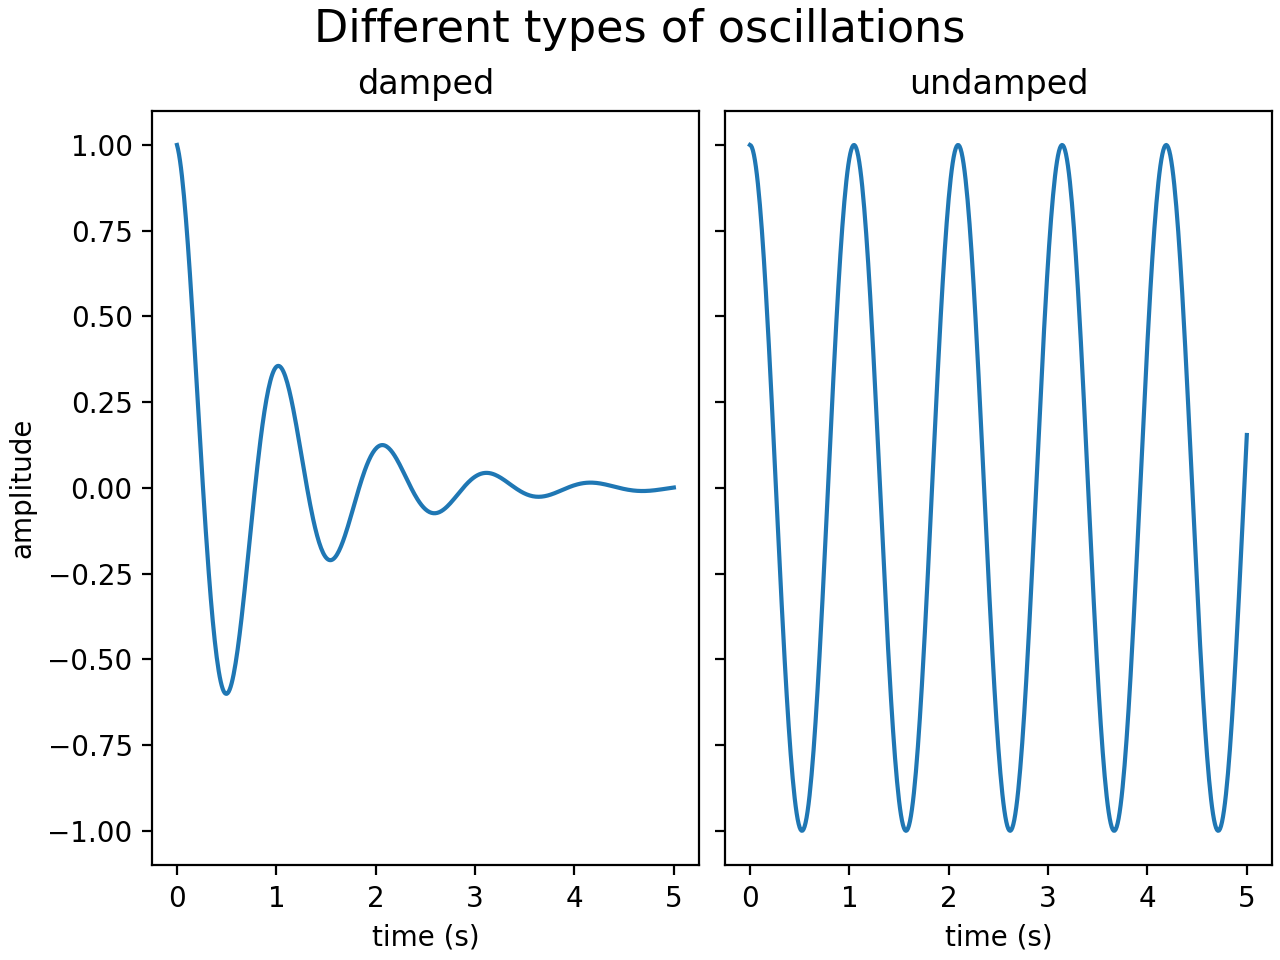 Different types of oscillations
damped
undamped
amplitude
1.00
0.75
0.50
0.25
0.00
−0.25
−0.50
−0.75
−1.00
0 1 2 3 4 5
0 1 2 3 4 5
time (s)
time (s)